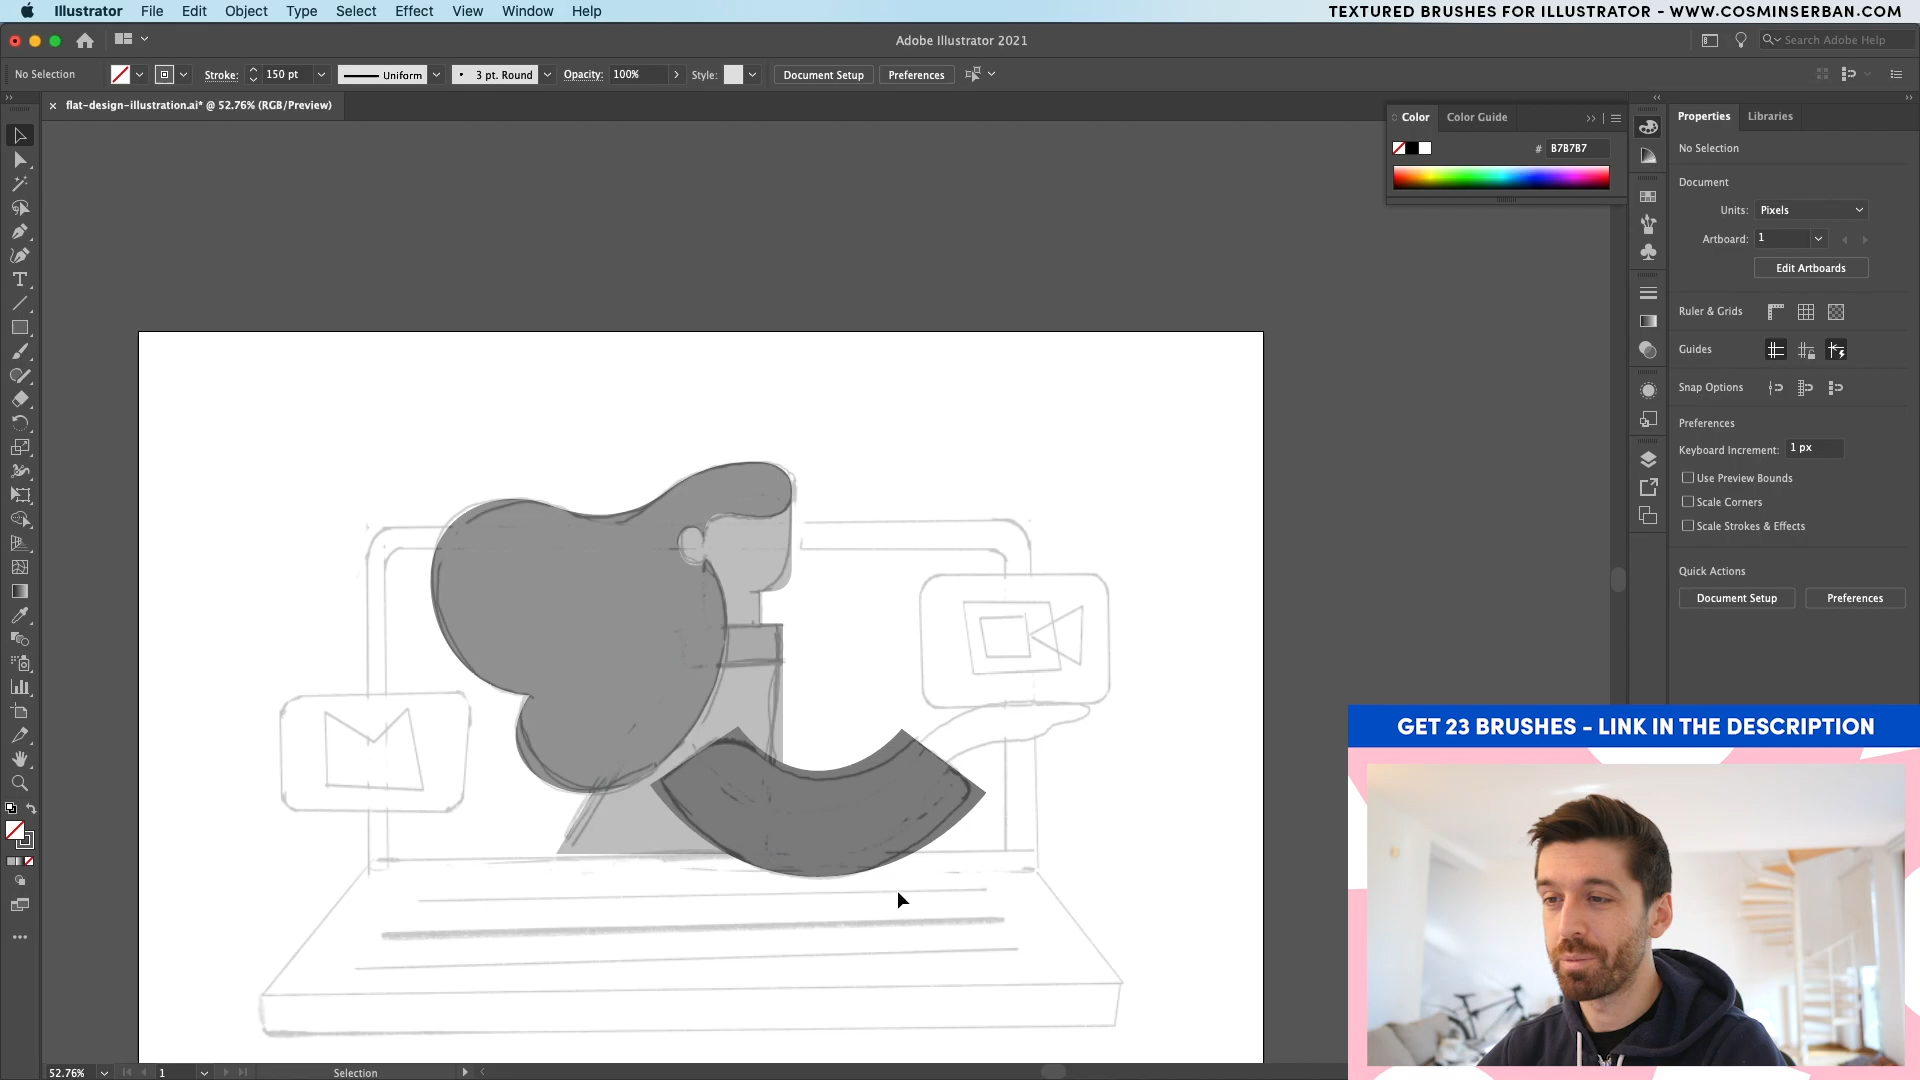 Illustrator File Edit Object Type Select Effect View Window Help
TEXTURED BRUSHES FOR ILLUSTRATOR - WWW.COSMINSERBAN.COM
Adobe Illustrator 2021
Search Adobe Help
No Selection
Stroke: 150 pt
Uniform
3 pt. Round
Opacity: 100%
Style:
Document Setup
Preferences
flat-design-illustration.ai* @ 52.76% (RGB/Preview)
Color
Color Guide
# B7B7B7
Properties
Libraries
No Selection
Document
Units: Pixels
Artboard: 1
Edit Artboards
Ruler & Grids
Guides
Snap Options
Preferences
Keyboard Increment: 1 px
Use Preview Bounds
Scale Corners
Scale Strokes & Effects
Quick Actions
Document Setup
Preferences
GET 23 BRUSHES - LINK IN THE DESCRIPTION
52.76%
1
Selection